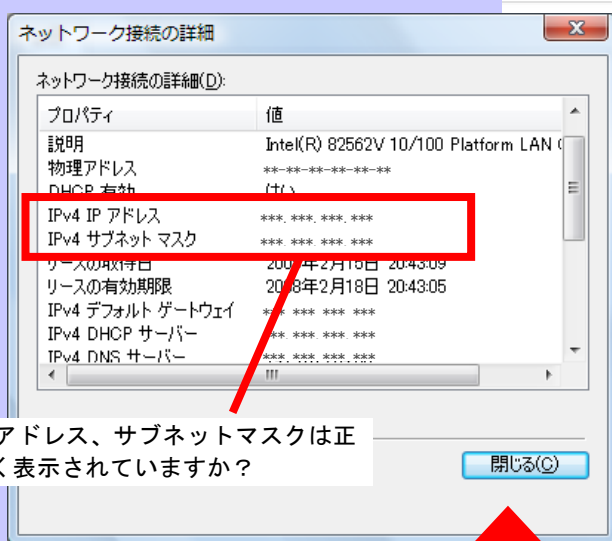 ネットワーク接続の詳細
ネットワーク接続の詳細(D):
プロパティ 値
説明 Intel(R) 82562V 10/100 Platform LAN
物理アドレス **-**-**-**-**-**
DHCP 有効 はい
IPv4 IP アドレス ***. ***. ***. ***
IPv4 サブネット マスク ***. ***. ***. ***
リースの取得日 2008年2月15日 20:43:09
リースの有効期限 2008年2月18日 20:43:05
IPv4 デフォルト ゲートウェイ ***. ***. ***. ***
IPv4 DHCP サーバー ***. ***. ***. ***
IPv4 DNS サーバー ***. ***. ***. ***
アドレス、サブネットマスクは正
く表示されていますか？
閉じる(C)